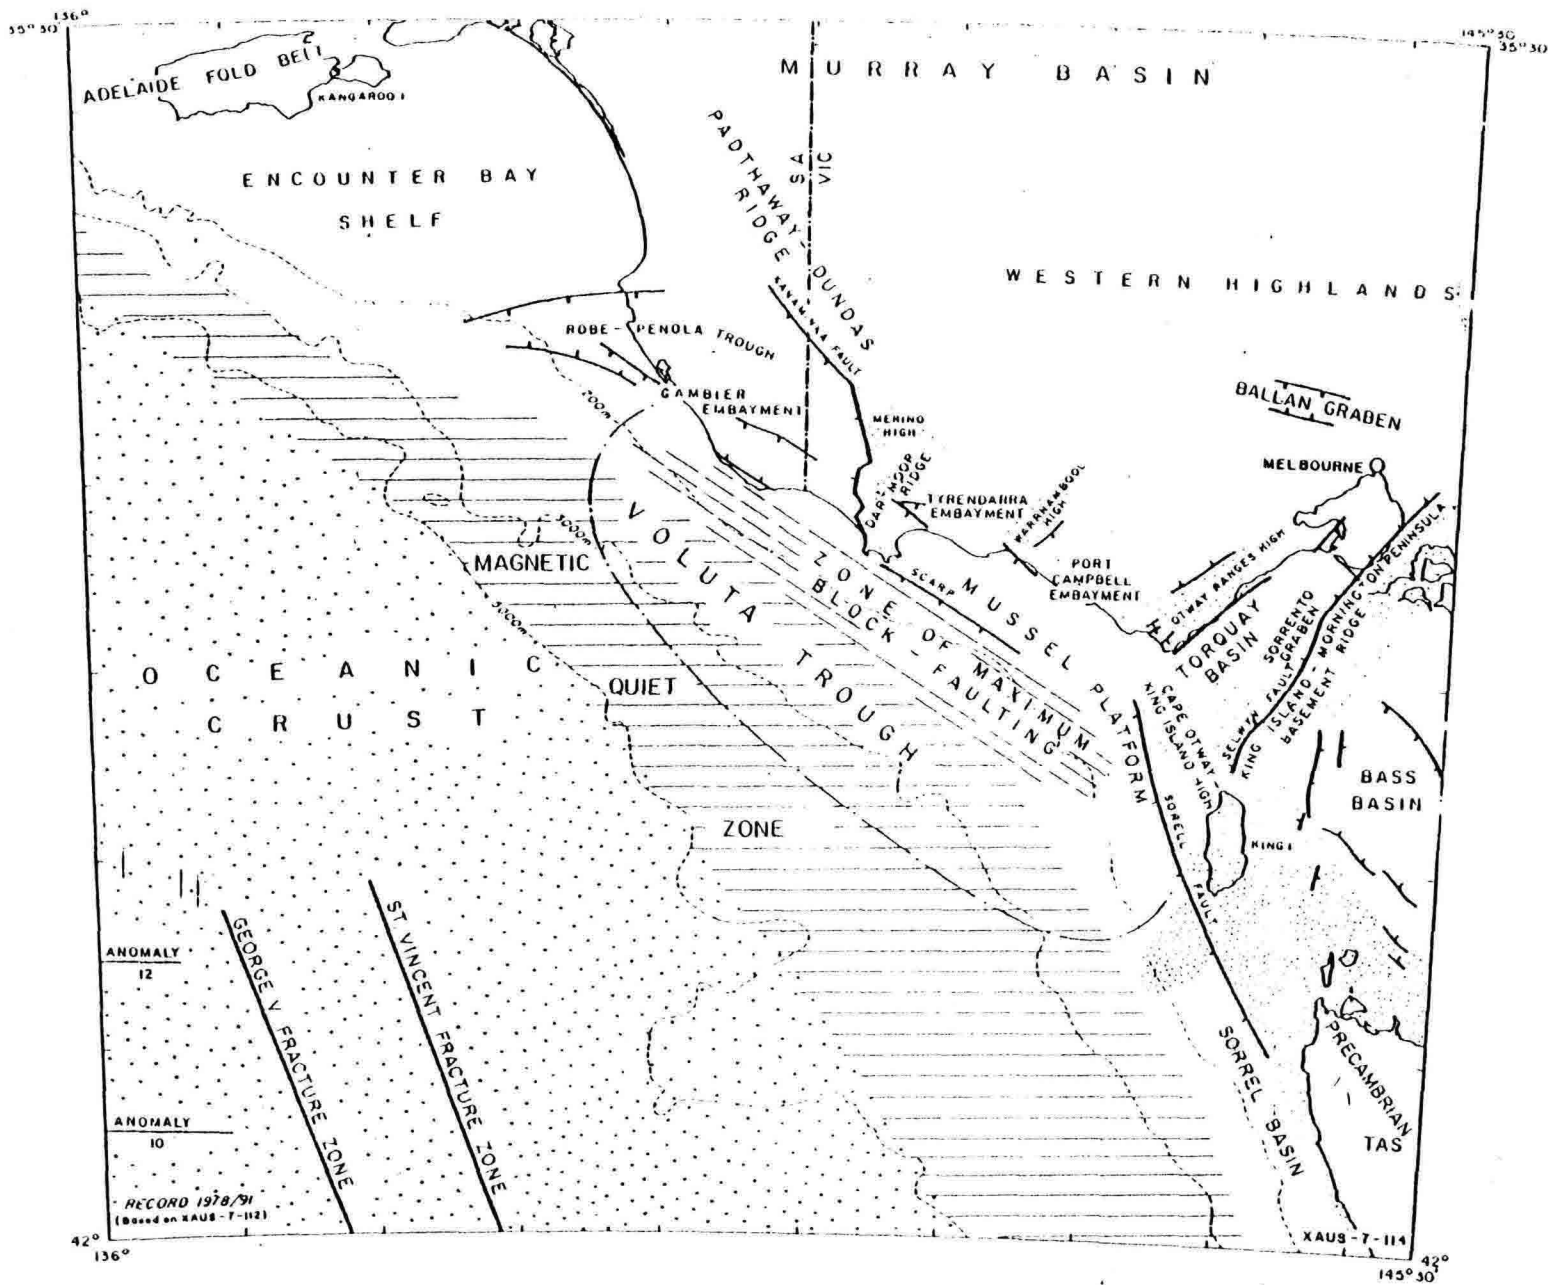 35°30'
136°
145°30'
35°30
ADELAIDE FOLD BELT
KANGAROO I
MURRAY BASIN
ENCOUNTER BAY
SHELF
PADTHAWAY - DUNDAS
RIDGE
SA
VIC
WESTERN HIGHLANDS
KANAWINKA FAULT
ROBE - PENOLA TROUGH
200m
GAMBIER
EMBAYMENT
MERINO
HIGH
BALLAN GRABEN
MELBOURNE
DARTMOOR
RIDGE
TYRENDARRA
EMBAYMENT
WARRNAMBOOL
HIGH
PORT
CAMPBELL
EMBAYMENT
OTWAY RANGES HIGH
TORQUAY
BASIN
SORRENTO
GRABEN
SELWYN FAULT
KING ISLAND - MORNINGTON PENINSULA
BASEMENT RIDGE
3000m
5000m
MAGNETIC
QUIET
ZONE
VOLUTA TROUGH
ZONE OF MAXIMUM
BLOCK - FAULTING
SCARP
MUSSEL PLATFORM
CAPE OTWAY -
KING ISLAND HIGH
OCEANIC
CRUST
BASS
BASIN
KING I
SORELL FAULT
ANOMALY
12
ANOMALY
10
GEORGE V FRACTURE ZONE
ST VINCENT FRACTURE ZONE
SORREL BASIN
PRECAMBRIAN
TAS
RECORD 1978/91
(Based on XAUS-7-112)
XAUS-7-114
42°
136°
42°
145°30'